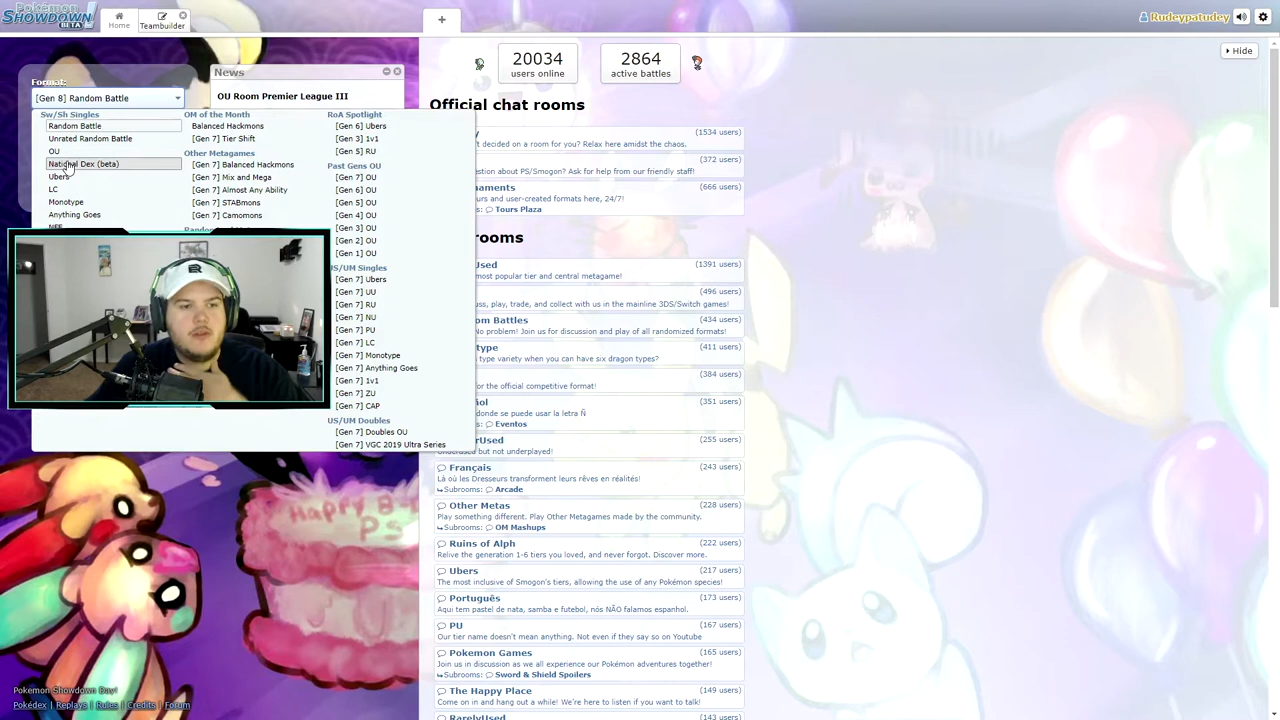 Pokémon
SHOWDOWN!
BETA
Home
Teambuilder
+
Rudeypatudey
Format:
[Gen 8] Random Battle
Sw/Sh Singles
Random Battle
Unrated Random Battle
OU
National Dex (beta)
Ubers
LC
Monotype
Anything Goes
NFE
OM of the Month
Balanced Hackmons
[Gen 7] Tier Shift
Other Metagames
[Gen 7] Balanced Hackmons
[Gen 7] Mix and Mega
[Gen 7] Almost Any Ability
[Gen 7] STABmons
[Gen 7] Camomons
RoA Spotlight
[Gen 6] Ubers
[Gen 3] 1v1
[Gen 5] RU
Past Gens OU
[Gen 7] OU
[Gen 6] OU
[Gen 5] OU
[Gen 4] OU
[Gen 3] OU
[Gen 2] OU
[Gen 1] OU
US/UM Singles
[Gen 7] Ubers
[Gen 7] UU
[Gen 7] RU
[Gen 7] NU
[Gen 7] PU
[Gen 7] LC
[Gen 7] Monotype
[Gen 7] Anything Goes
[Gen 7] 1v1
[Gen 7] ZU
[Gen 7] CAP
US/UM Doubles
[Gen 7] Doubles OU
[Gen 7] VGC 2019 Ultra Series
News
OU Room Premier League III
20034
users online
2864
active battles
Hide
Official chat rooms
(1534 users)
t decided on a room for you? Relax here amidst the chaos.
(372 users)
question about PS/Smogon? Ask for help from our friendly staff!
naments (666 users)
urs and user-created formats here, 24/7!
s: Tours Plaza
rooms
Used (1391 users)
most popular tier and central metagame!
(496 users)
uss, play, trade, and collect with us in the mainline 3DS/Switch games!
om Battles (434 users)
No problem! Join us for discussion and play of all randomized formats!
type (411 users)
type variety when you can have six dragon types?
(384 users)
for the official competitive format!
ñol (351 users)
donde se puede usar la letra Ñ
Eventos
rUsed (255 users)
Underused but not underplayed!
Français (243 users)
Là où les Dresseurs transforment leurs rêves en réalités!
Subrooms: Arcade
Other Metas (228 users)
Play something different. Play Other Metagames made by the community.
Subrooms: OM Mashups
Ruins of Alph (222 users)
Relive the generation 1-6 tiers you loved, and never forgot. Discover more.
Ubers (217 users)
The most inclusive of Smogon's tiers, allowing the use of any Pokémon species!
Português (173 users)
Aqui tem pastel de nata, samba e futebol, nós NÃO falamos espanhol.
PU (167 users)
Our tier name doesn't mean anything. Not even if they say so on Youtube
Pokemon Games (165 users)
Join us in discussion as we all experience our Pokémon adventures together!
Subrooms: Sword & Shield Spoilers
The Happy Place (149 users)
Come on in and hang out a while! We're here to listen if you want to talk!
RarelyUsed (143 users)
Happy B
PS
Pokemon Showdown Day!
Pokédex | Replays | Rules | Credits | Forum